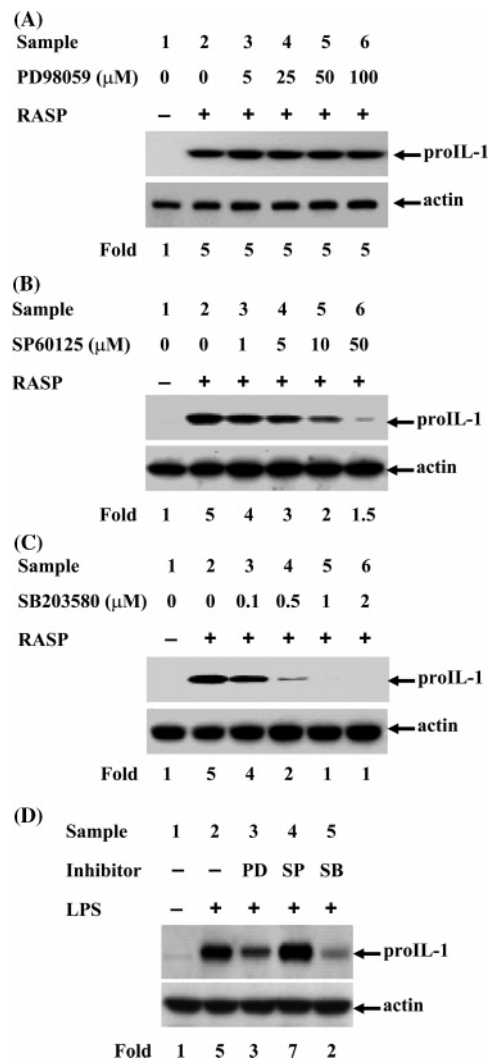 (A)
Sample 1 2 3 4 5 6
PD98059 (μM) 0 0 5 25 50 100
RASP – + + + + +
proIL-1
actin
Fold 1 5 5 5 5 5
(B)
Sample 1 2 3 4 5 6
SP60125 (μM) 0 0 1 5 10 50
RASP – + + + + +
proIL-1
actin
Fold 1 5 4 3 2 1.5
(C)
Sample 1 2 3 4 5 6
SB203580 (μM) 0 0 0.1 0.5 1 2
RASP – + + + + +
proIL-1
actin
Fold 1 5 4 2 1 1
(D)
Sample 1 2 3 4 5
Inhibitor – – PD SP SB
LPS – + + + +
proIL-1
actin
Fold 1 5 3 7 2